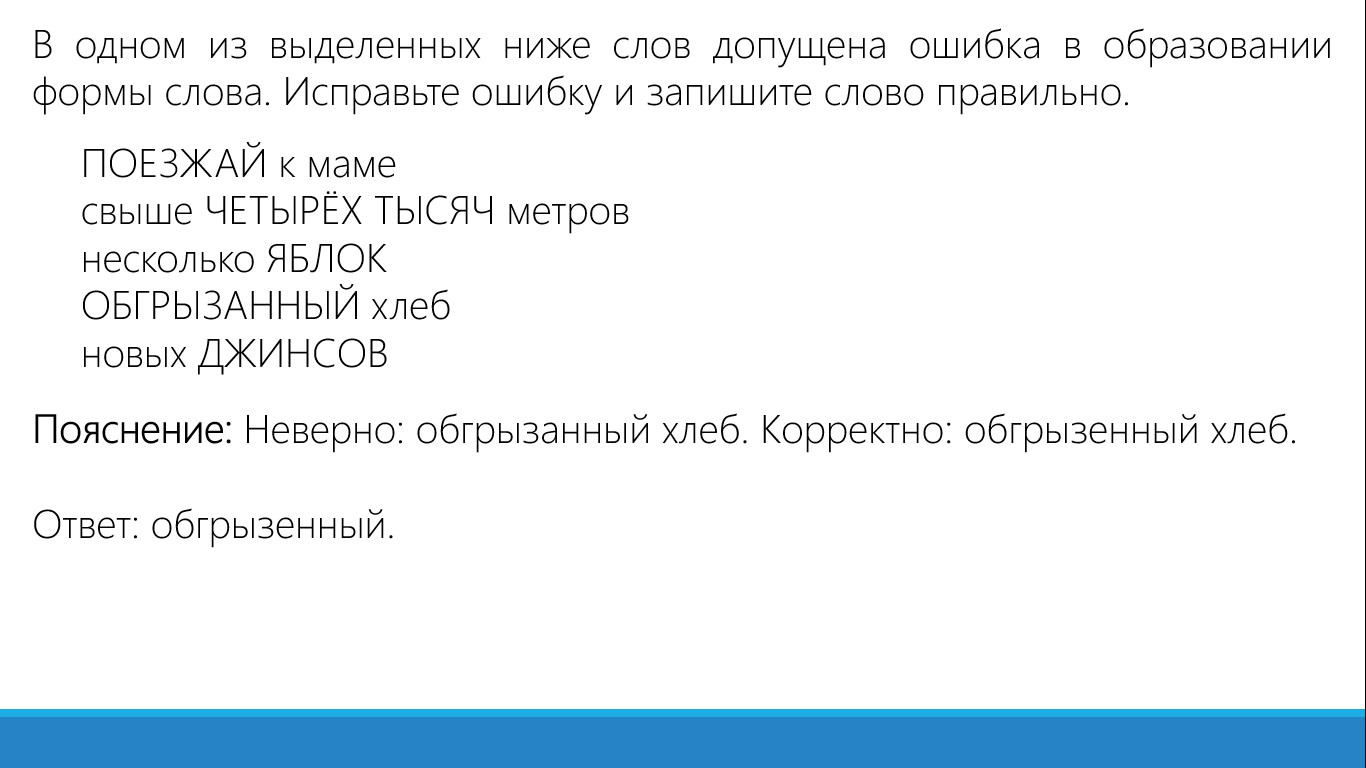 В одном из выделенных ниже слов допущена ошибка в образовании
формы слова. Исправьте ошибку и запишите слово правильно.
ПОЕЗЖАЙ к маме
свыше ЧЕТЫРЁХ ТЫСЯЧ метров
несколько ЯБЛОК
ОБГРЫЗАННЫЙ хлеб
новых ДЖИНСОВ
Пояснение: Неверно: обгрызанный хлеб. Корректно: обгрызенный хлеб.
Ответ: обгрызенный.